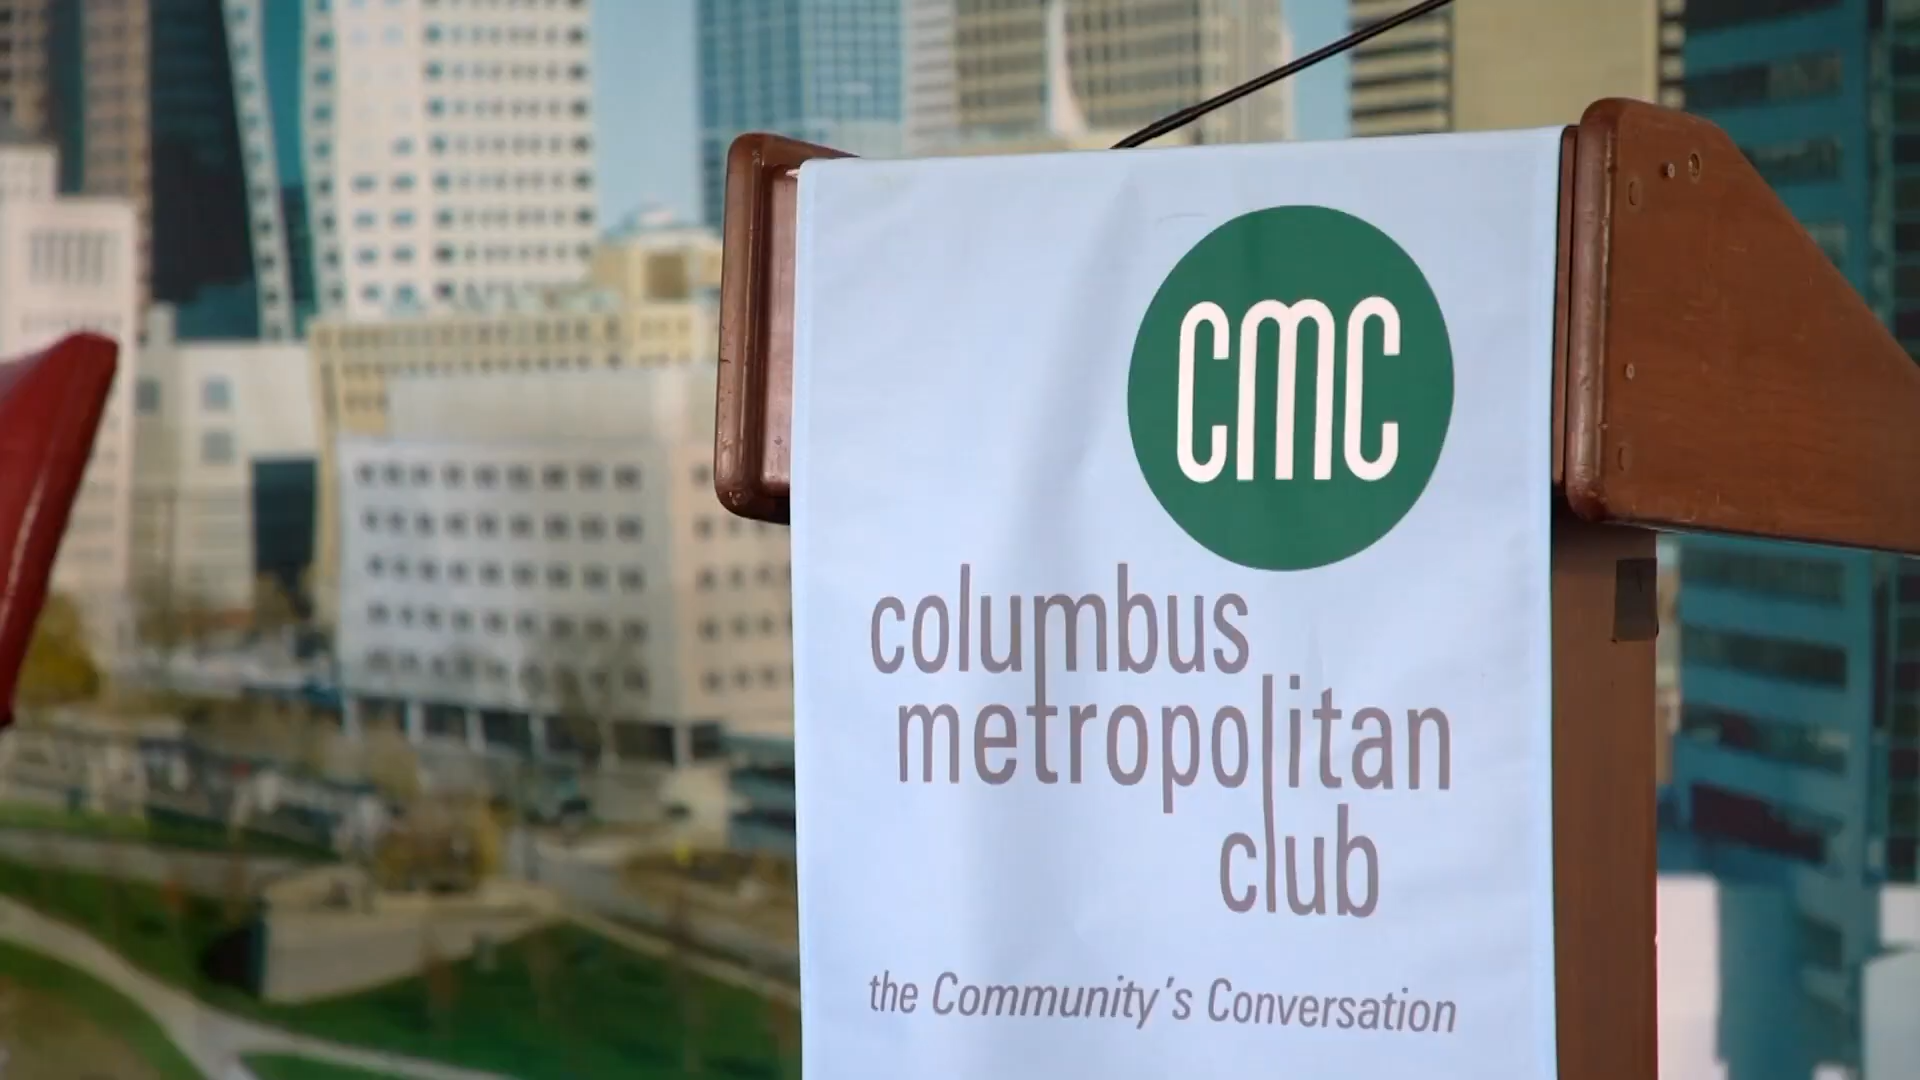 cmc
columbus
metropolitan
club
the Community's Conversation